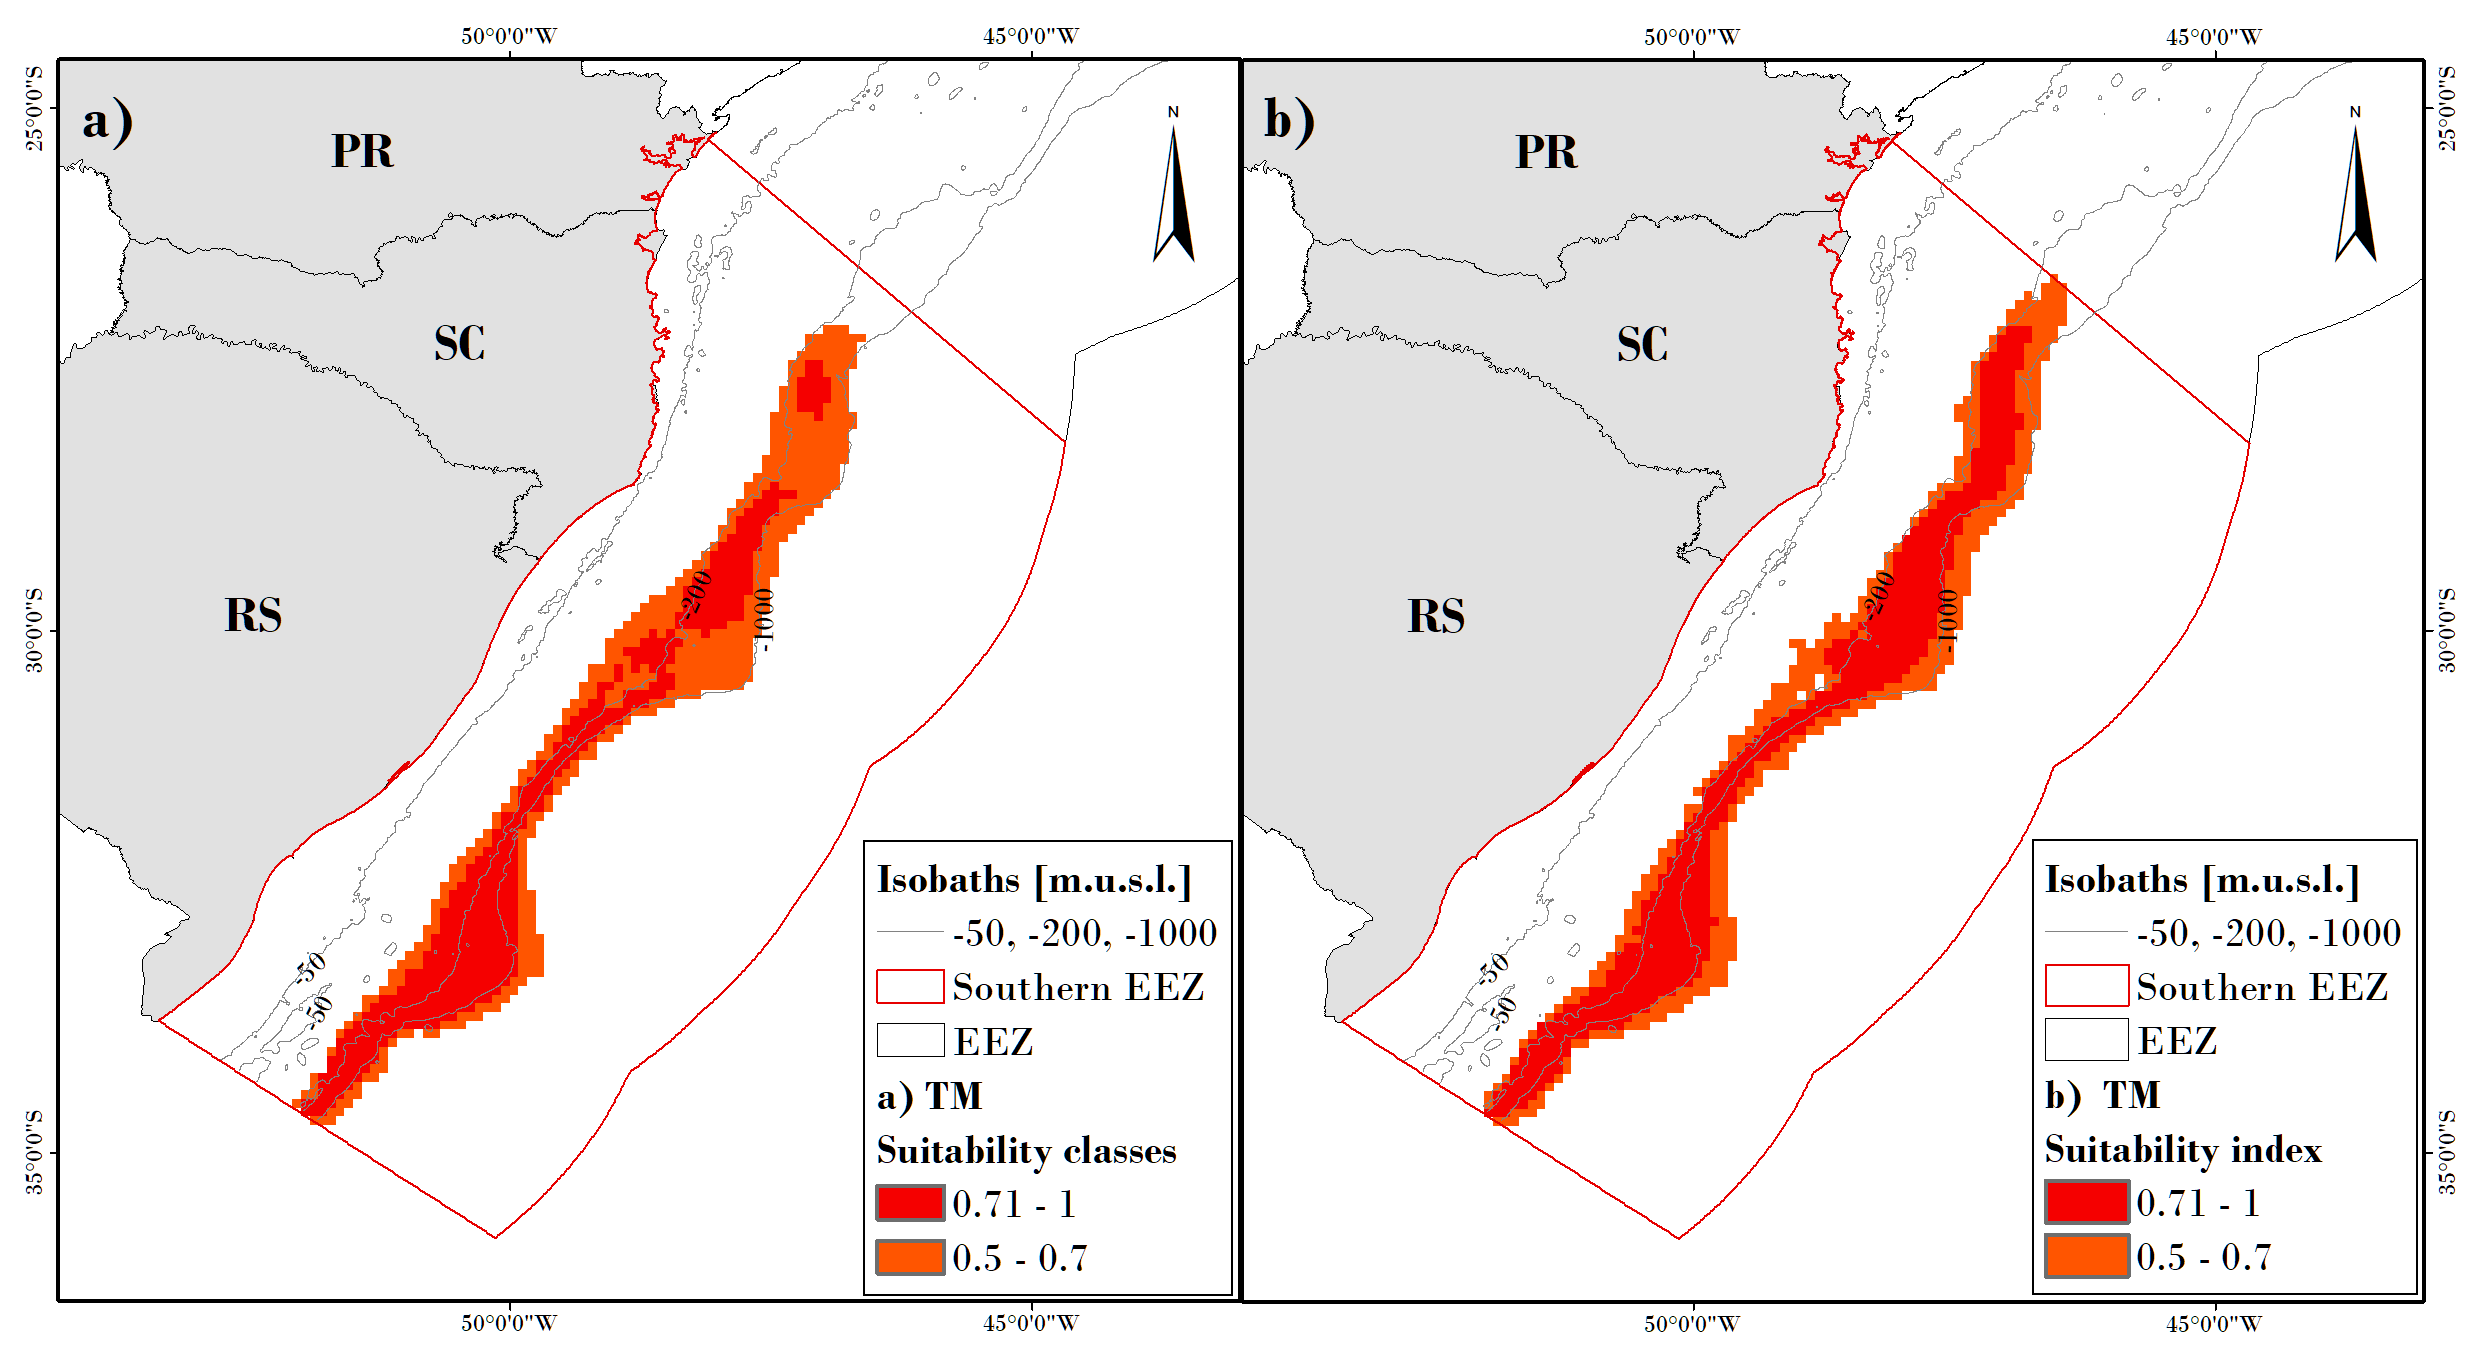 50°0'0"W 45°0'0"W 50°0'0"W 45°0'0"W
25°0'0"S
30°0'0"S
35°0'0"S
a)
N
PR
SC
RS
-200
-1000
-50
-50
Isobaths [m.u.s.l.]
-50, -200, -1000
Southern EEZ
EEZ
a) TM
Suitability classes
0.71 - 1
0.5 - 0.7
b)
N
PR
SC
RS
-200
-1000
-50
-50
Isobaths [m.u.s.l.]
-50, -200, -1000
Southern EEZ
EEZ
b) TM
Suitability index
0.71 - 1
0.5 - 0.7
25°0'0"S
30°0'0"S
35°0'0"S
50°0'0"W 45°0'0"W 50°0'0"W 45°0'0"W